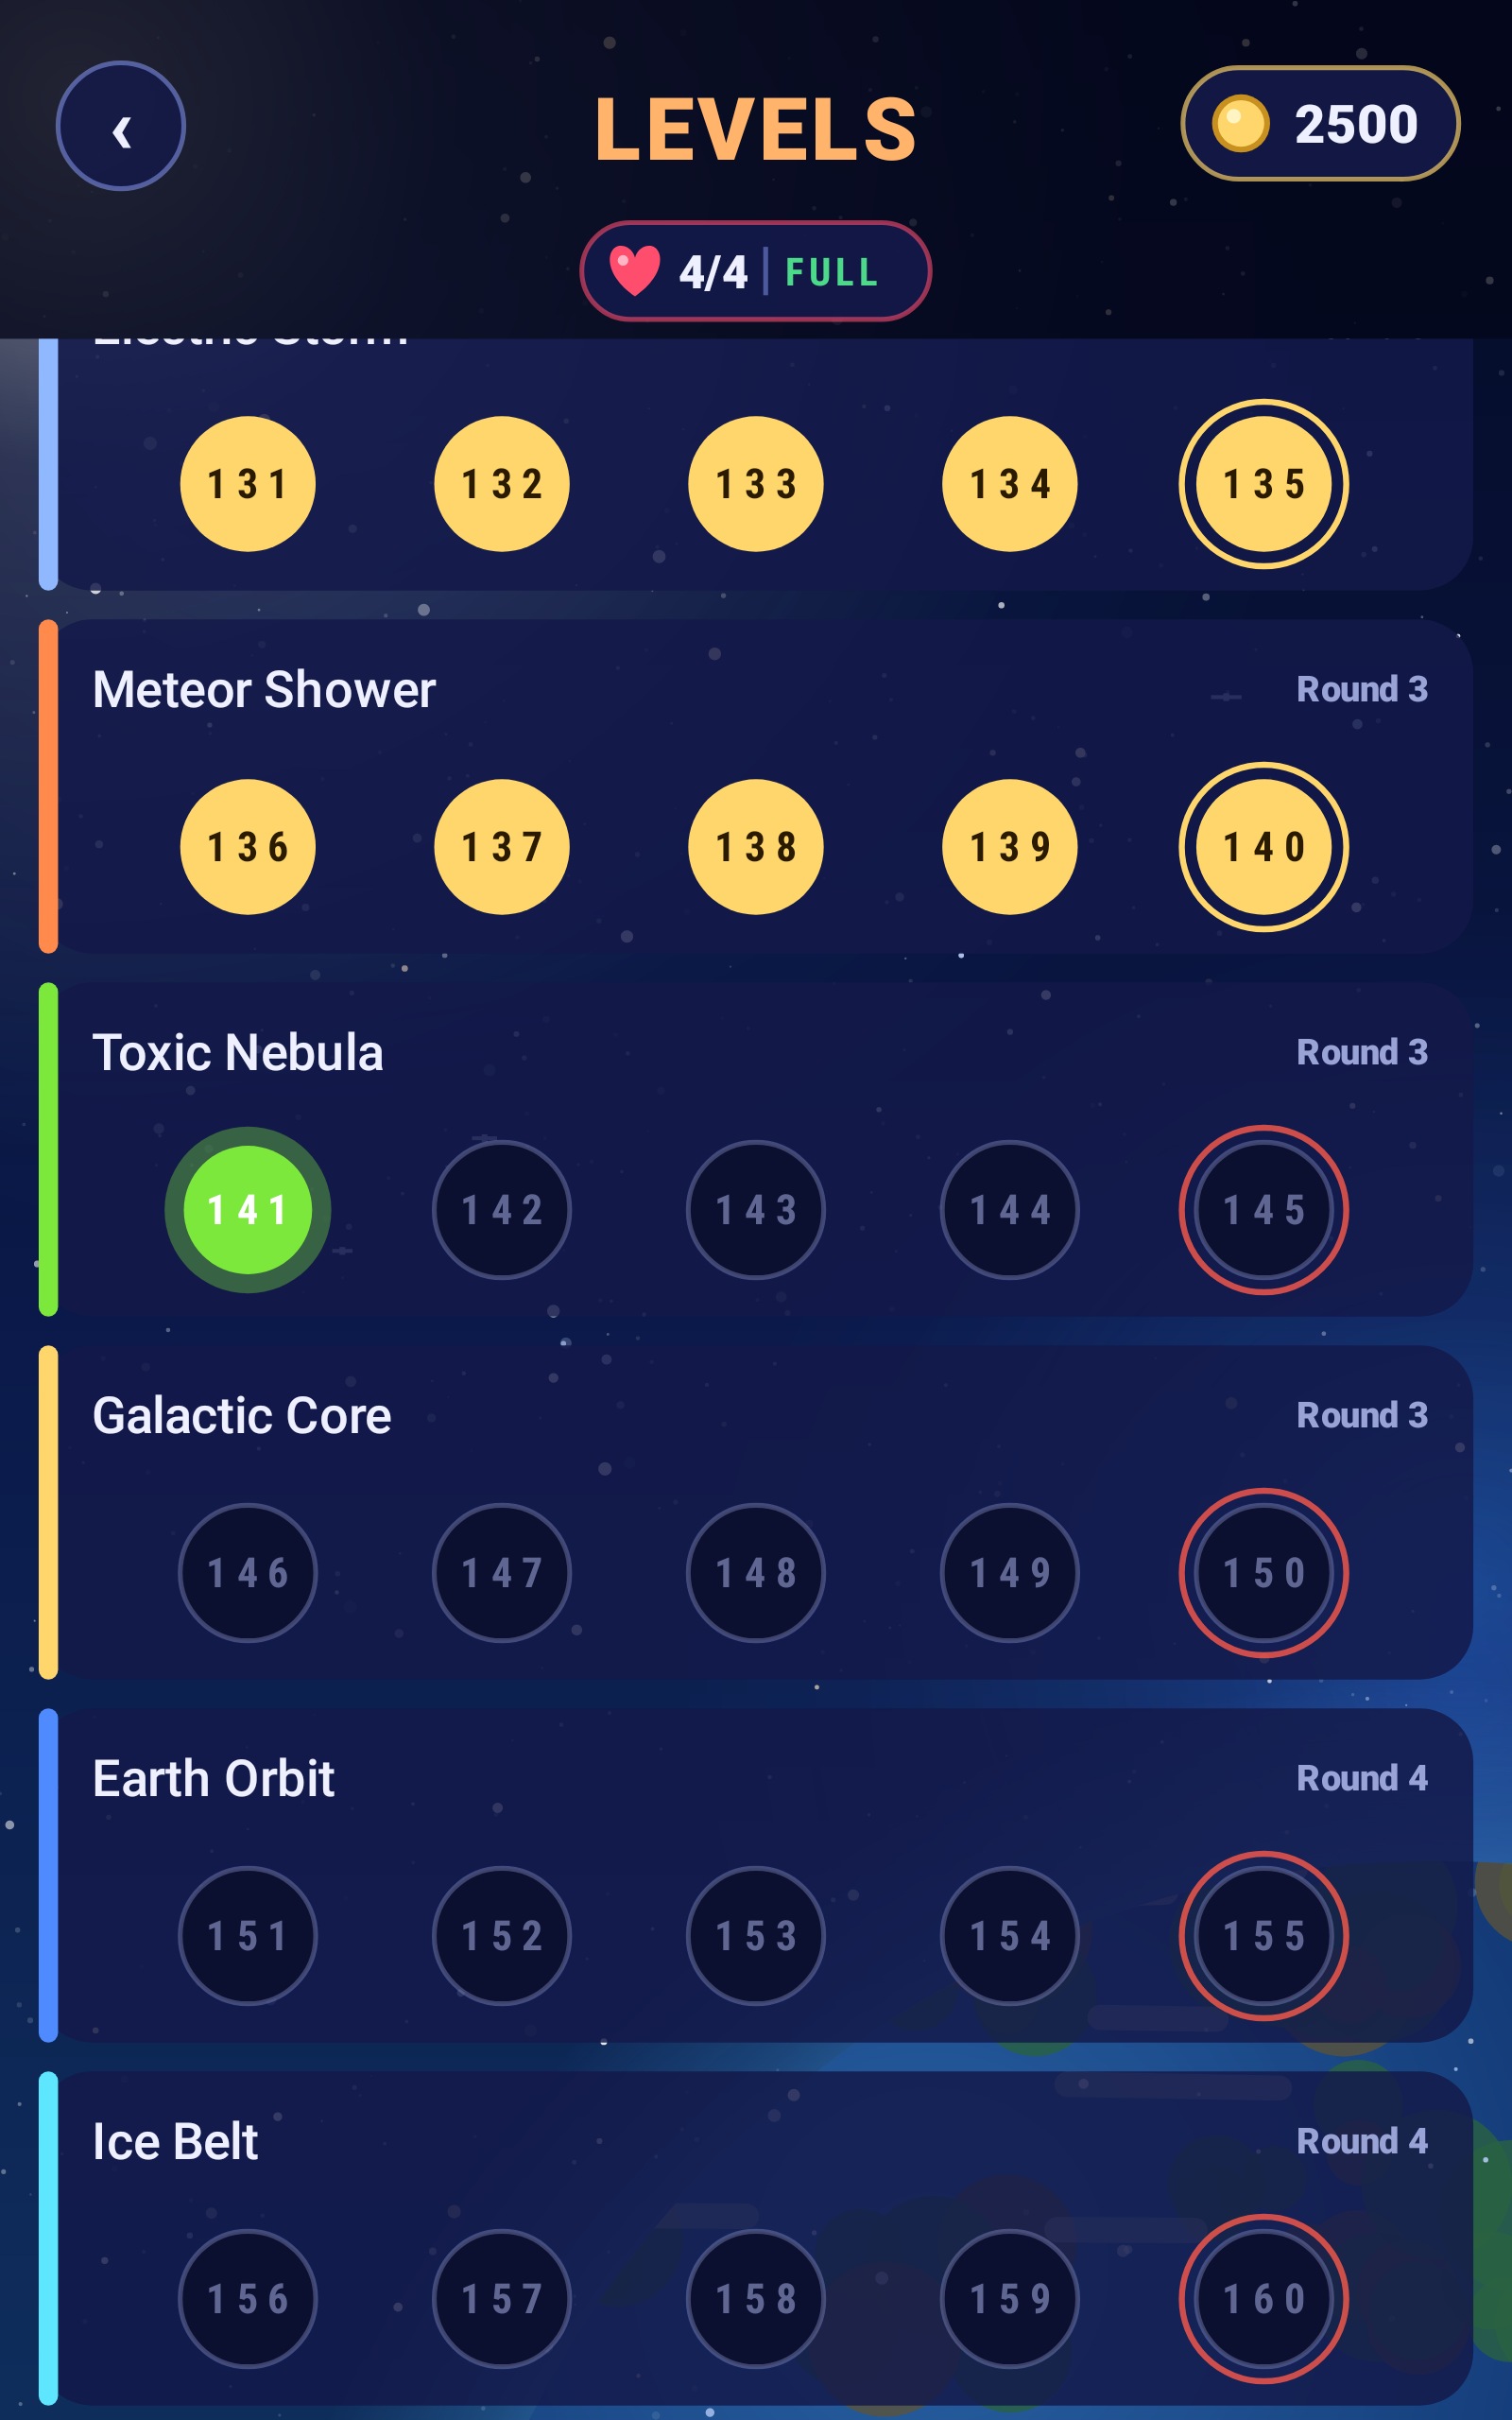 ‹ LEVELS 2500
4/4 | FULL
Electric Storm
131 132 133 134 135
Meteor Shower Round 3
136 137 138 139 140
Toxic Nebula Round 3
141 142 143 144 145
Galactic Core Round 3
146 147 148 149 150
Earth Orbit Round 4
151 152 153 154 155
Ice Belt Round 4
156 157 158 159 160